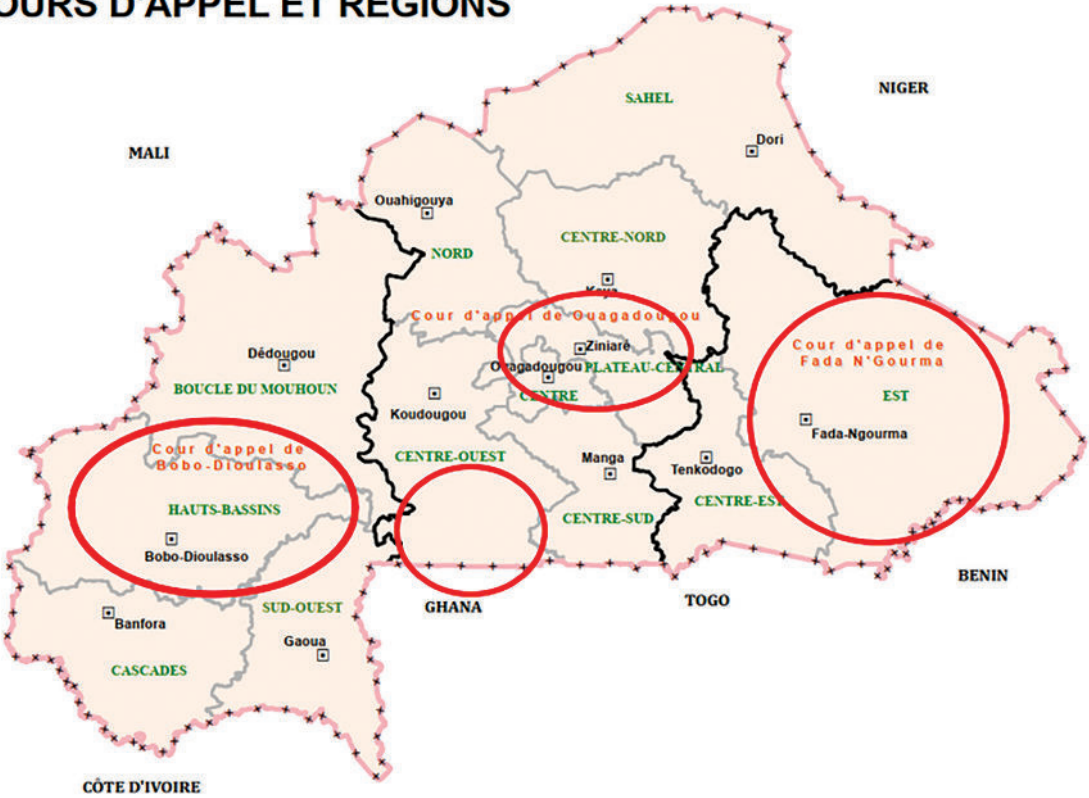 OURS D'APPEL ET RÉGIONS
NIGER
SAHEL
Dori
MALI
Ouahigouya
CENTRE-NORD
NORD
Kaya
Cour d'appel de Ouagadougou
Ziniaré
Cour d'appel de
Fada N'Gourma
Dédougou
Ouagadougou
PLATEAU-CENTRAL
BOUCLE DU MOUHOUN
CENTRE
EST
Koudougou
Fada-Ngourma
Cour d'appel de
Bobo-Dioulasso
CENTRE-OUEST
Manga
Tenkodogo
HAUTS-BASSINS
CENTRE-SUD
CENTRE-EST
Bobo-Dioulasso
BENIN
SUD-OUEST
GHANA
TOGO
Banfora
Gaoua
CASCADES
CÔTE D'IVOIRE